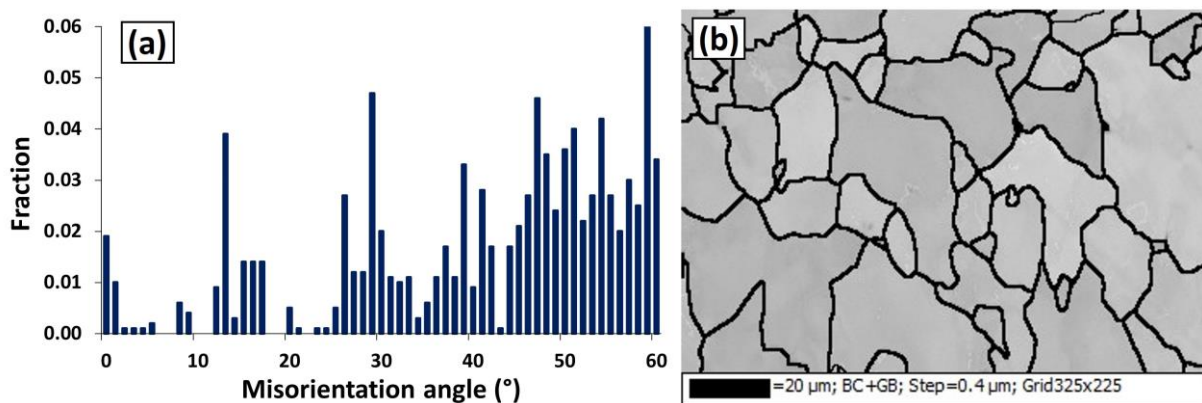 (a)
0.06
0.05
0.04
0.03
0.02
0.01
0.00
Fraction
0 10 20 30 40 50 60
Misorientation angle (°)
(b)
=20 µm; BC+GB; Step=0.4 µm; Grid325x225